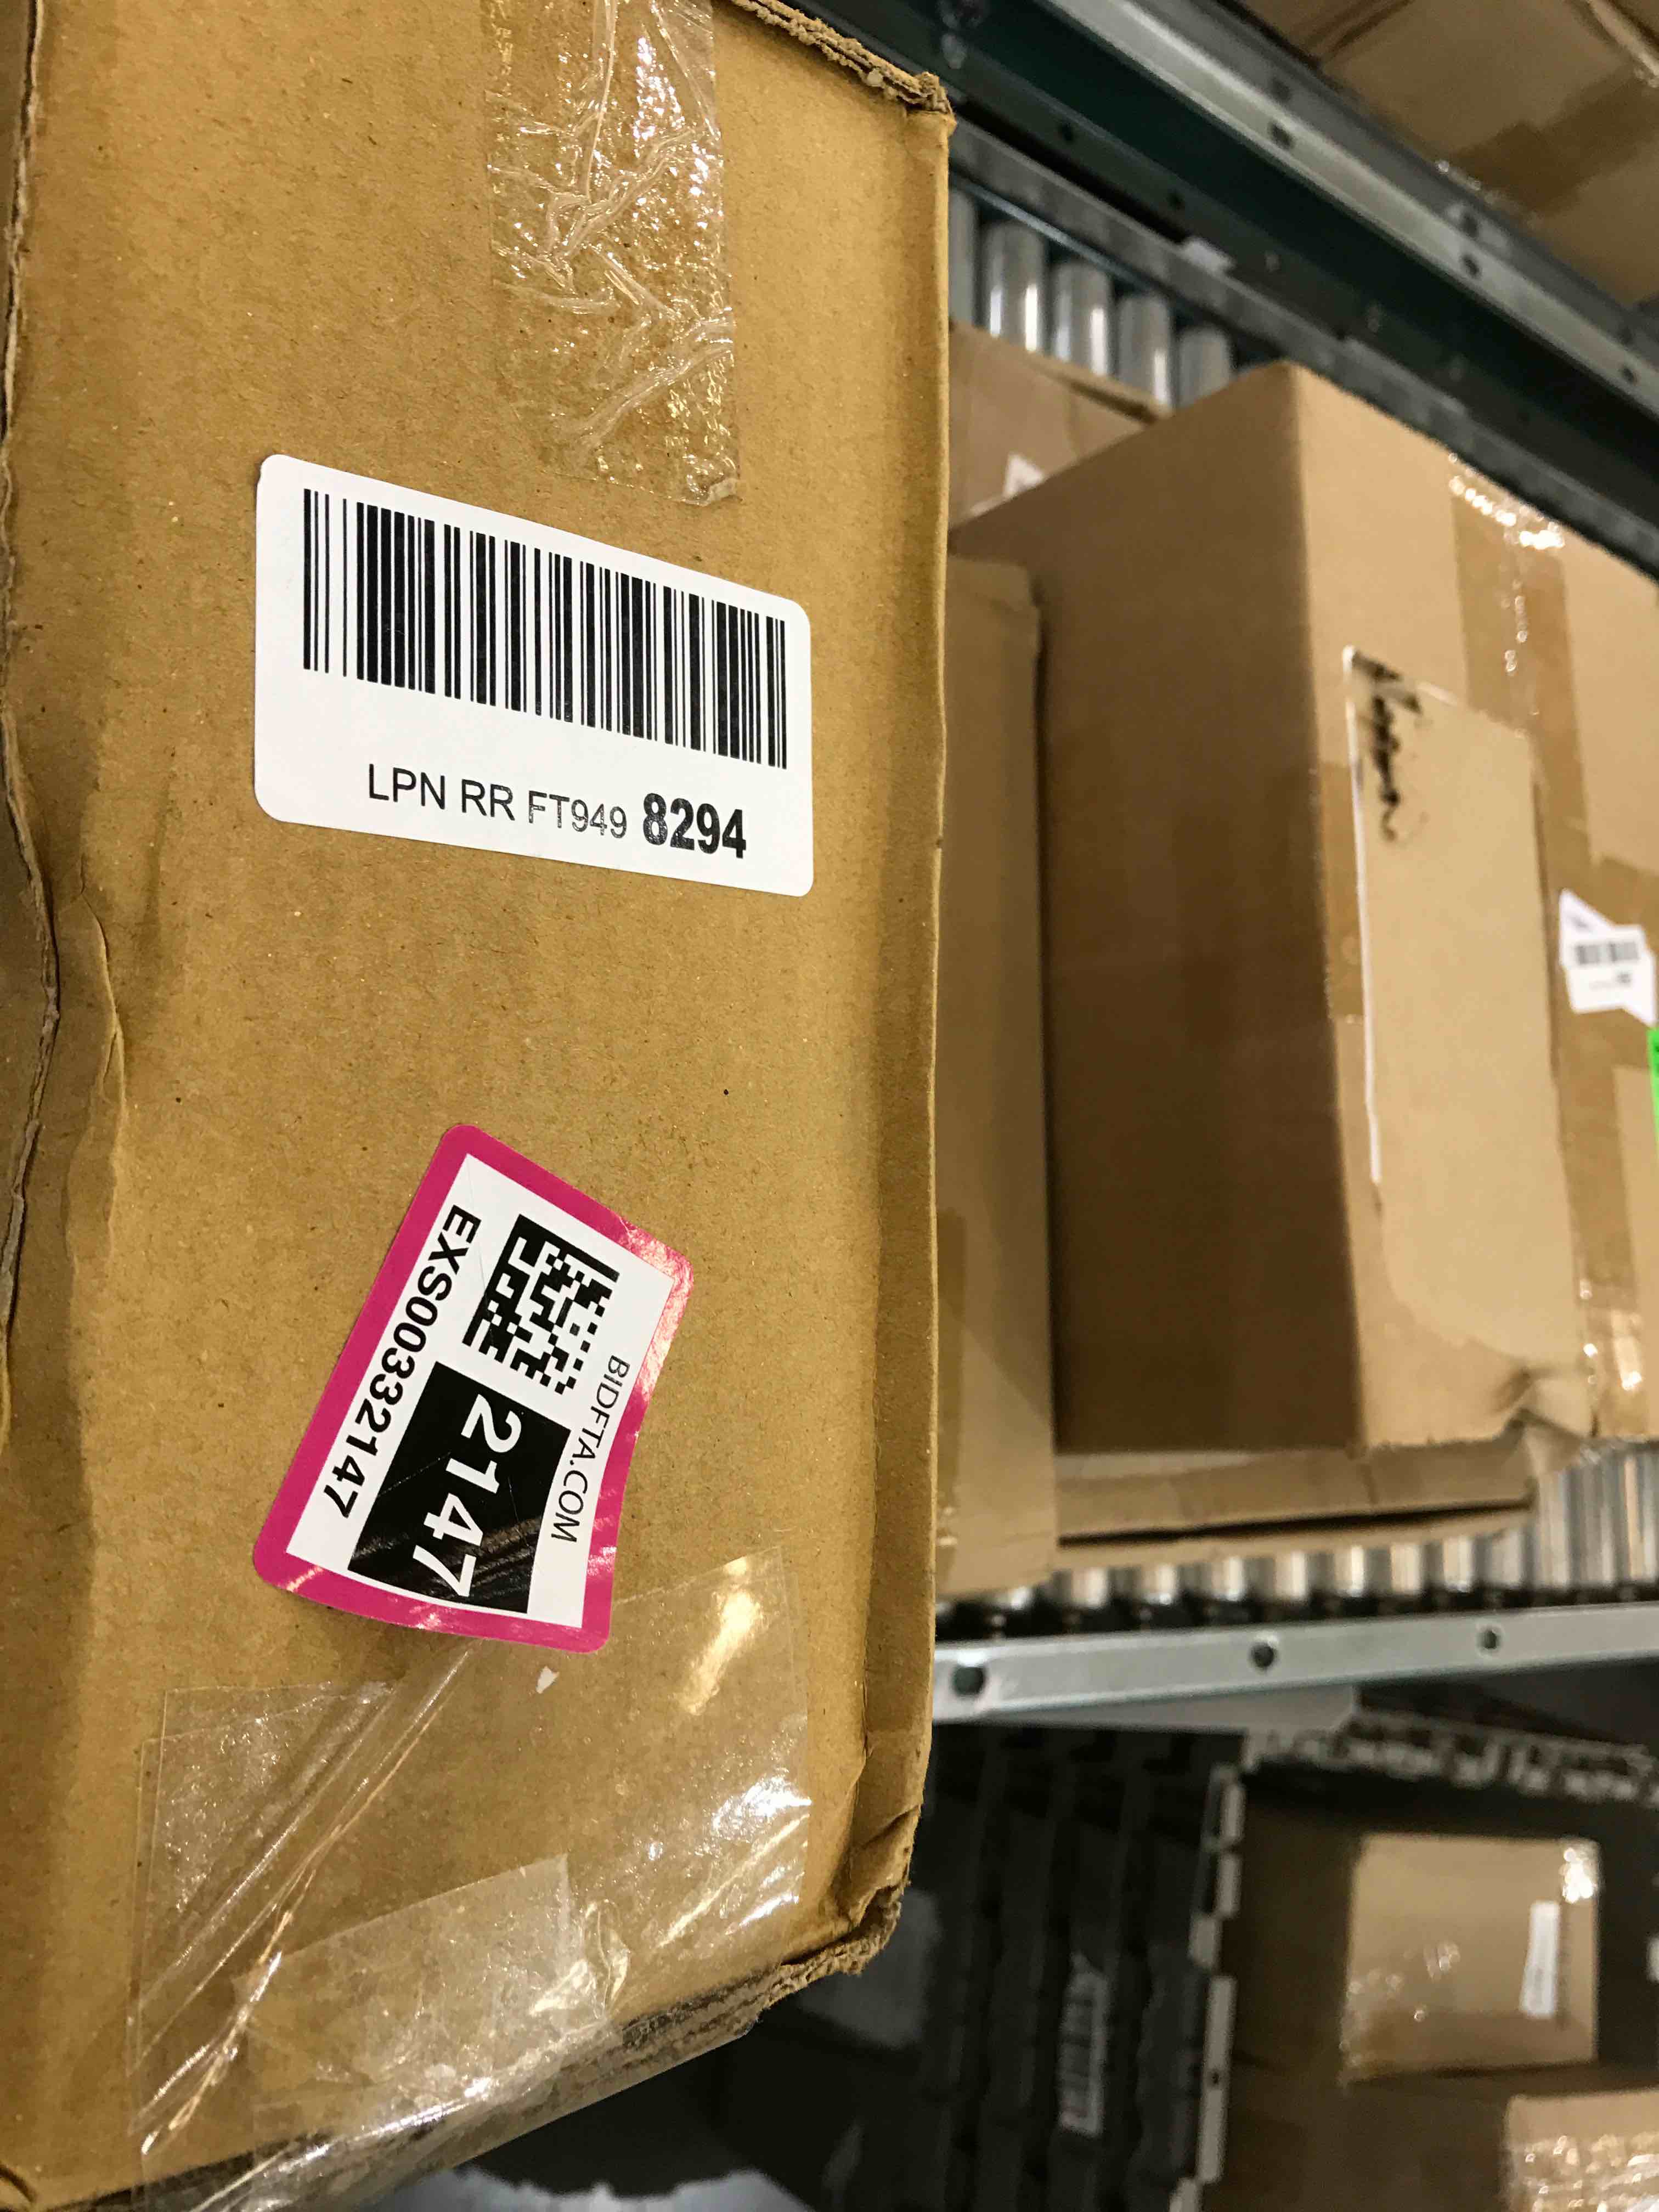 LPN RR FT949 8294
BIDFTA.COM
2147
EXS00332147